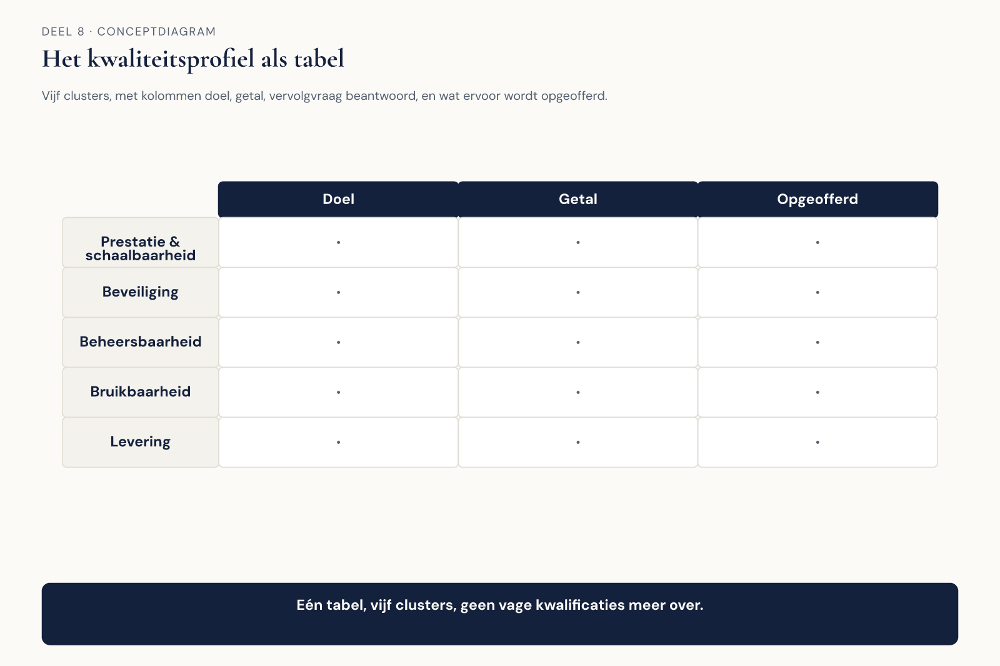 DEEL 8 · CONCEPTDIAGRAM
Het kwaliteitsprofiel als tabel
Vijf clusters, met kolommen doel, getal, vervolgvraag beantwoord, en wat ervoor wordt opgeofferd.
Doel Getal Opgeofferd
Prestatie &
schaalbaarheid
• • •
Beveiliging • • •
Beheersbaarheid • • •
Bruikbaarheid • • •
Levering • • •
Eén tabel, vijf clusters, geen vage kwalificaties meer over.